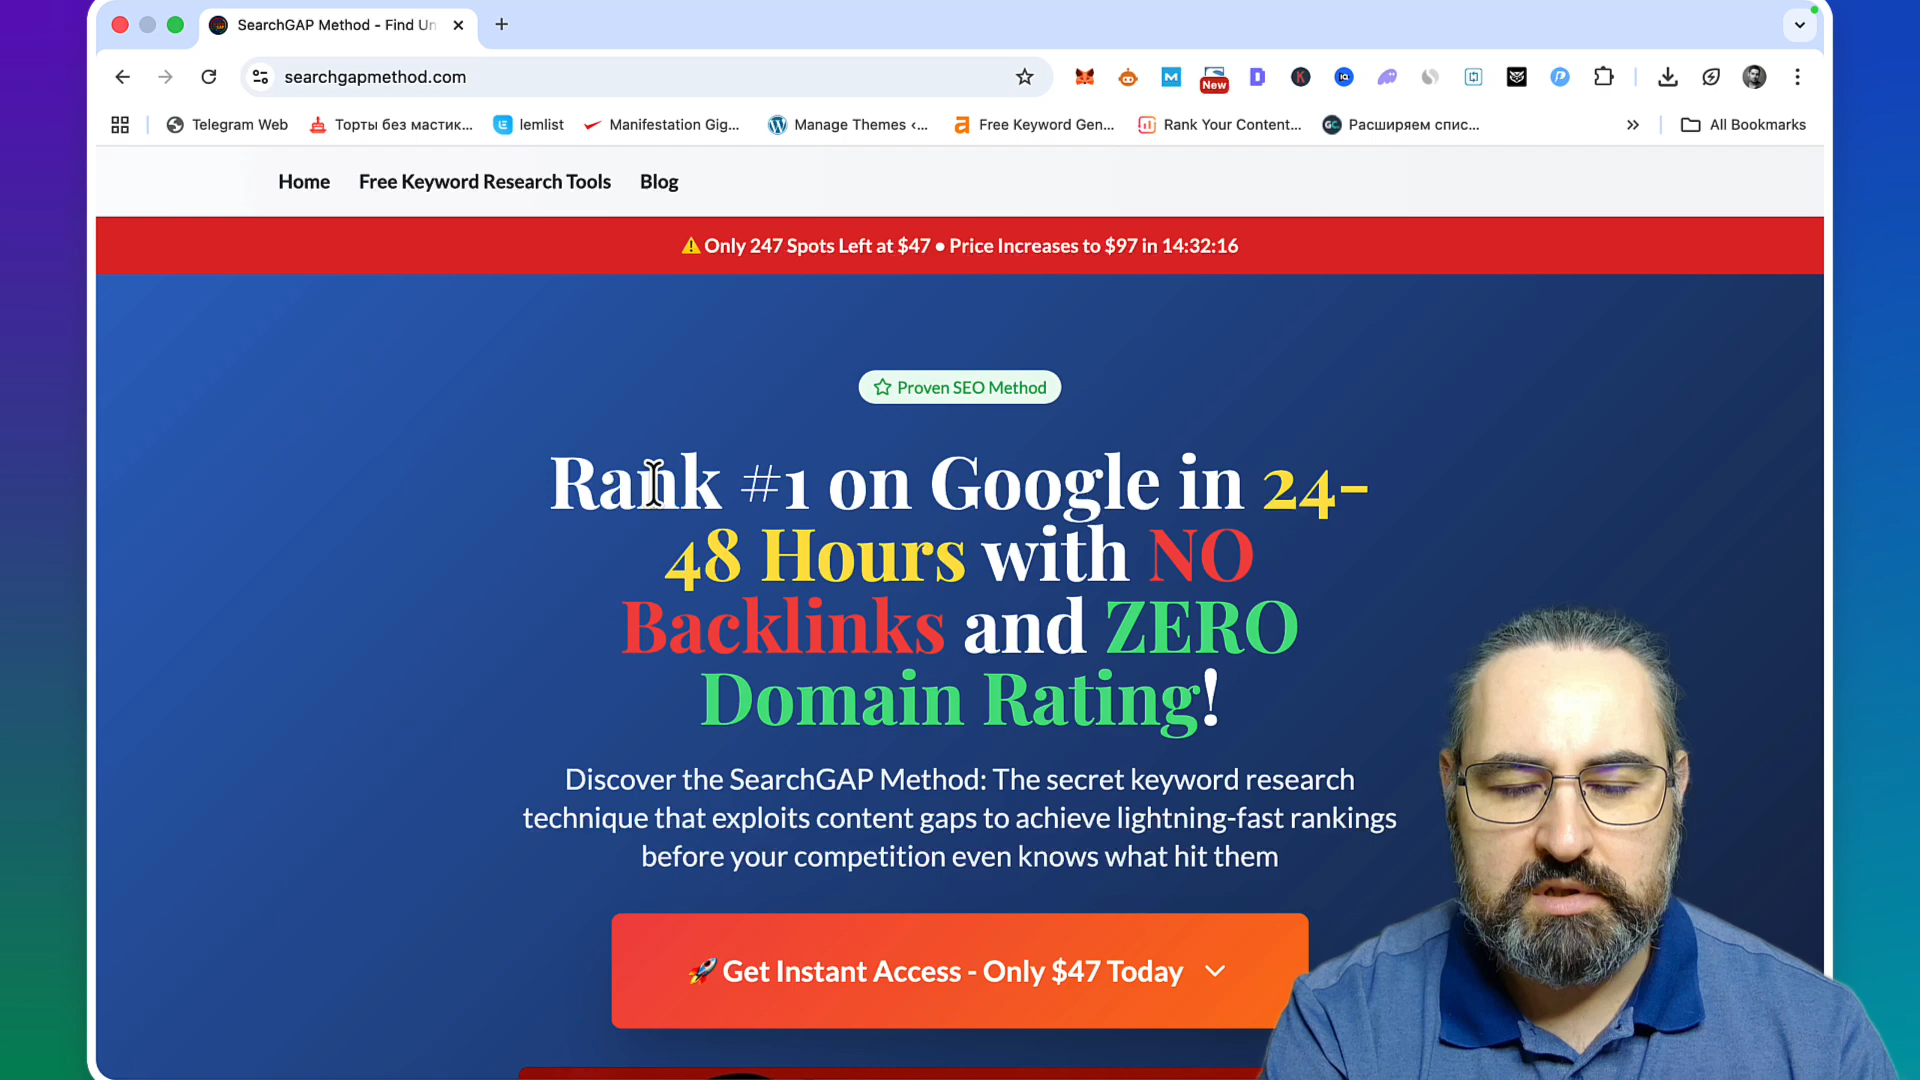 SearchGAP Method - Find Un
searchgapmethod.com
New
Telegram Web
Торты без мастик...
lemlist
Manifestation Gig...
Manage Themes ‹...
Free Keyword Gen...
Rank Your Content...
Расширяем спис...
All Bookmarks
Home Free Keyword Research Tools Blog
⚠️ Only 247 Spots Left at $47 • Price Increases to $97 in 14:32:16
Proven SEO Method
Rank #1 on Google in 24-
48 Hours with NO
Backlinks and ZERO
Domain Rating!
Discover the SearchGAP Method: The secret keyword research
technique that exploits content gaps to achieve lightning-fast rankings
before your competition even knows what hit them
🚀 Get Instant Access - Only $47 Today